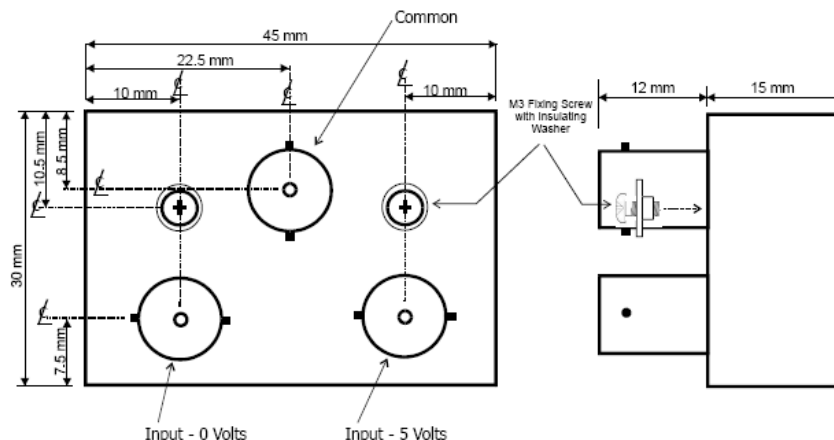 Common
45 mm
22.5 mm
10 mm
10 mm
12 mm
15 mm
M3 Fixing Screw
with Insulating
Washer
10.5 mm
8.5 mm
30 mm
7.5 mm
Input - 0 Volts
Input - 5 Volts